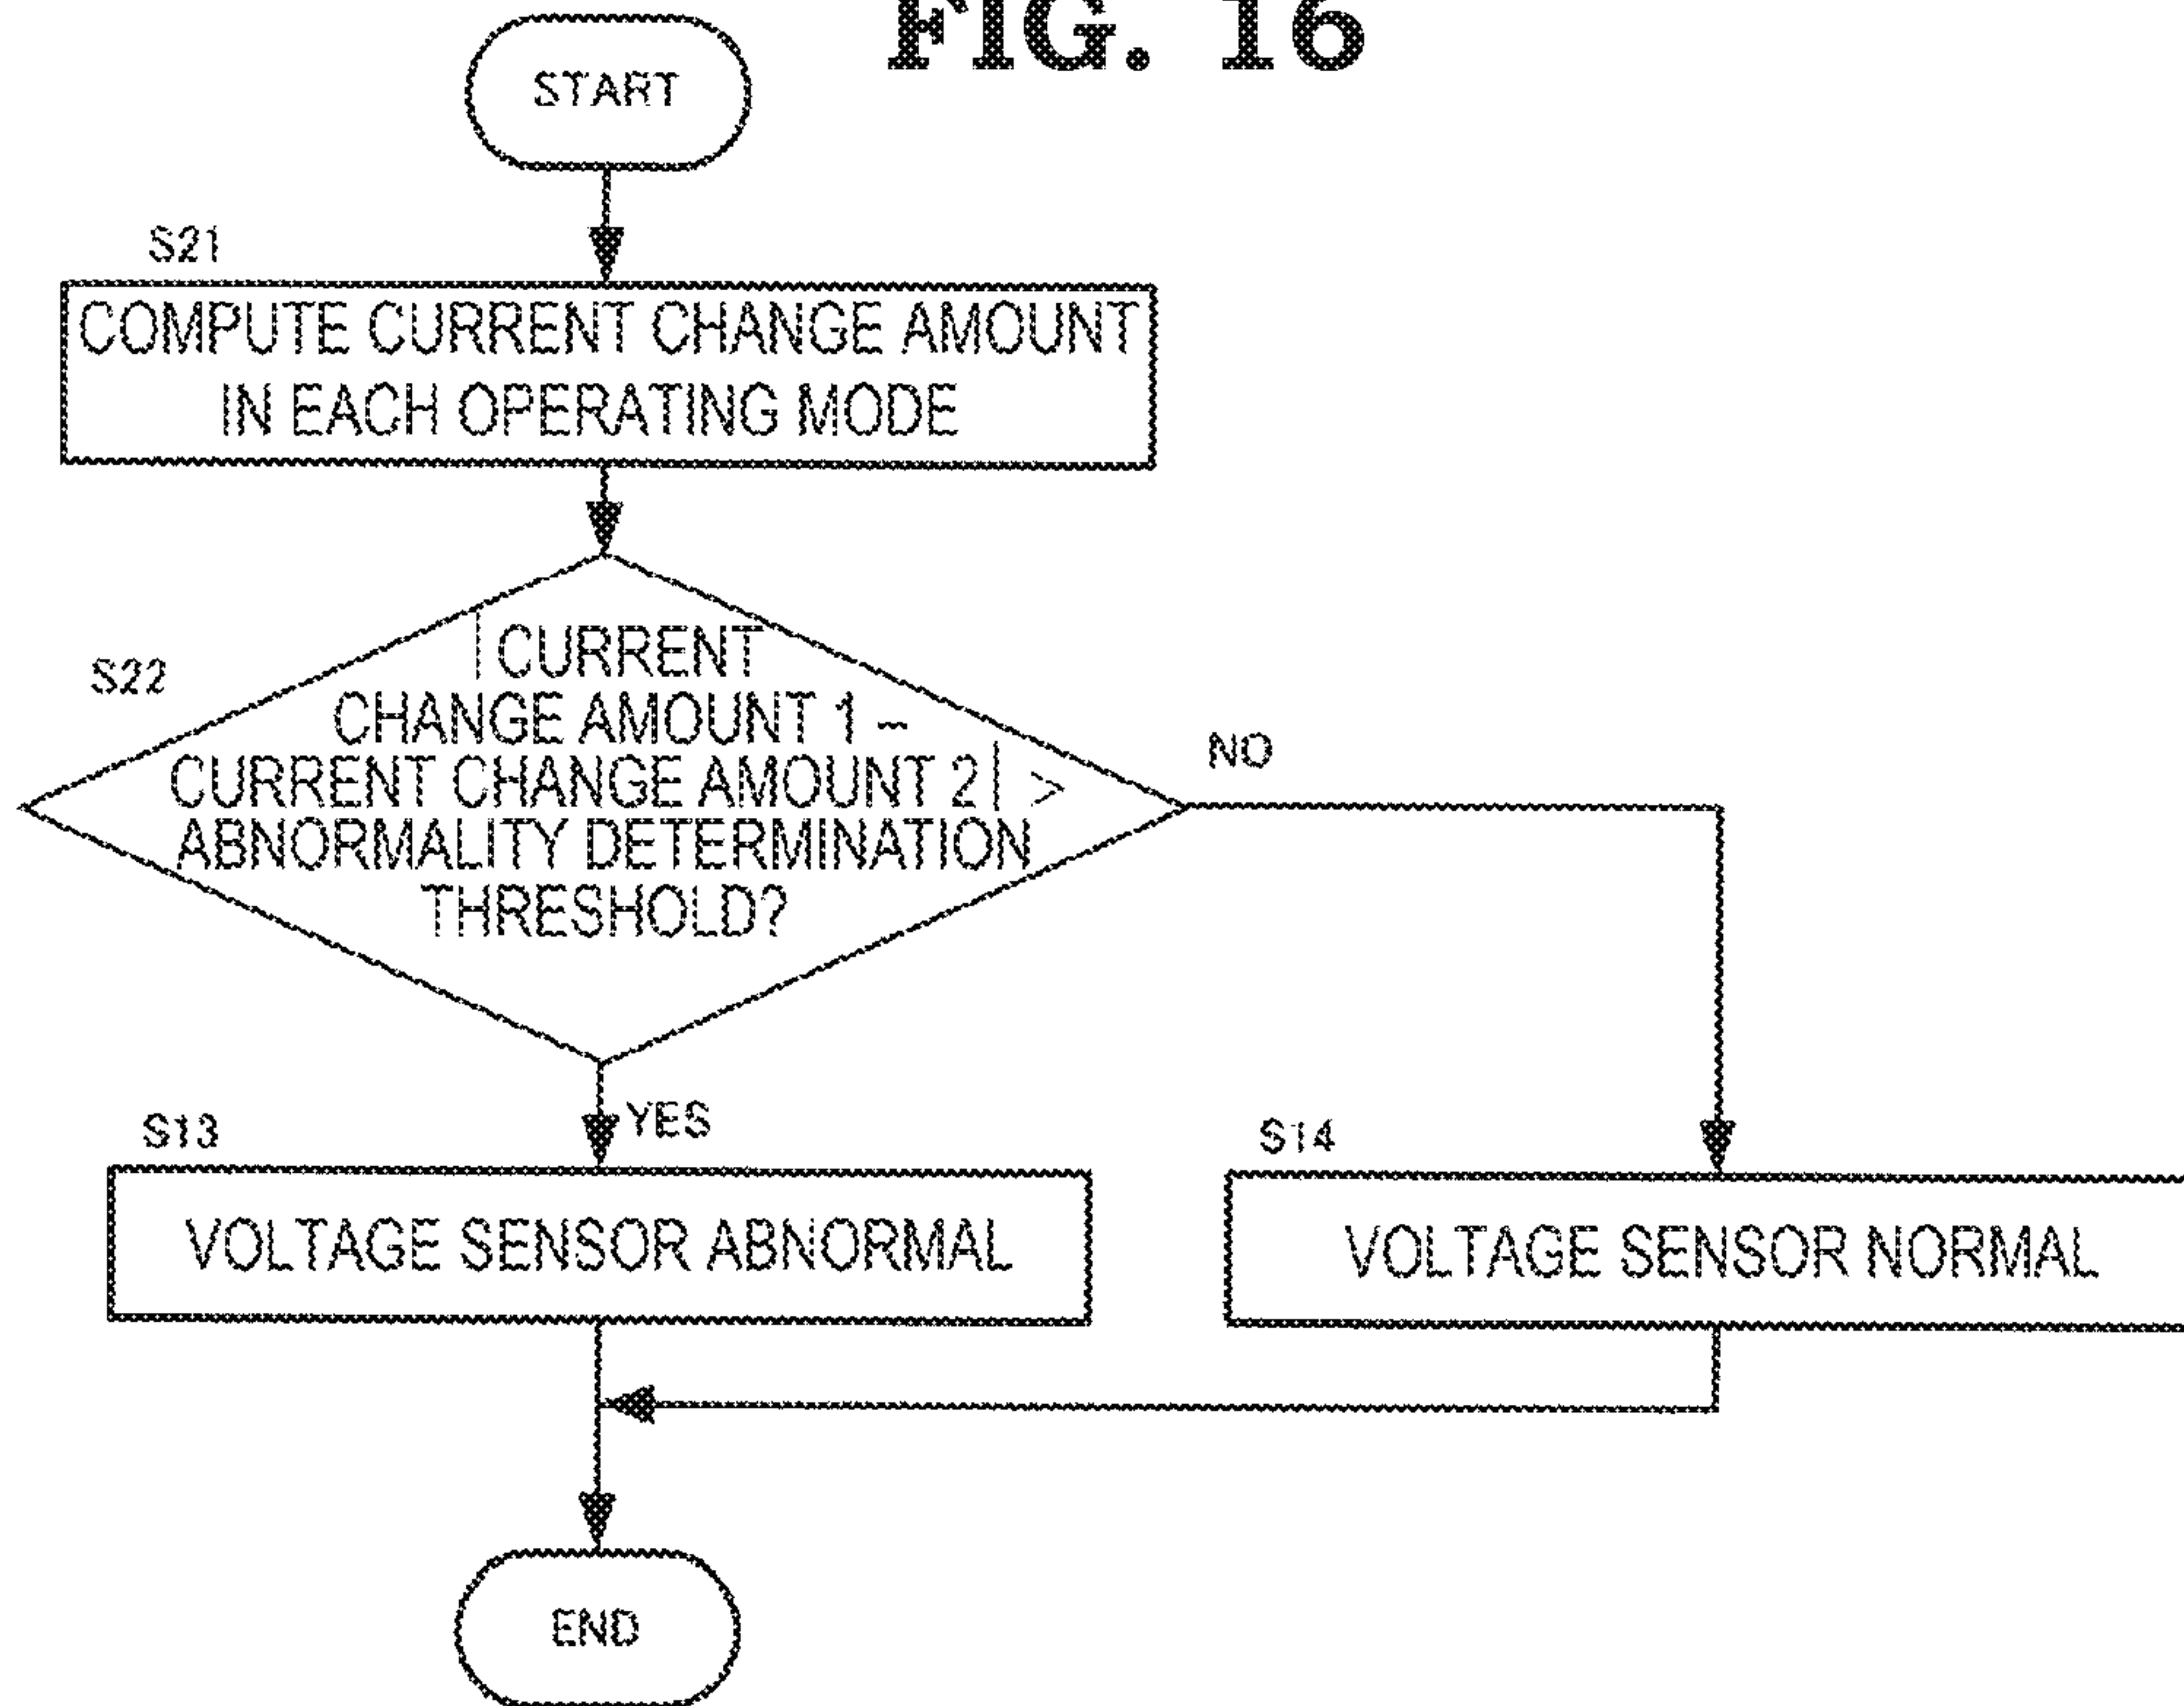 FIG. 16
START
S21
COMPUTE CURRENT CHANGE AMOUNT
IN EACH OPERATING MODE
S22
|CURRENT
CHANGE AMOUNT 1 –
CURRENT CHANGE AMOUNT 2| >
ABNORMALITY DETERMINATION
THRESHOLD?
NO
YES
S13
VOLTAGE SENSOR ABNORMAL
S14
VOLTAGE SENSOR NORMAL
END